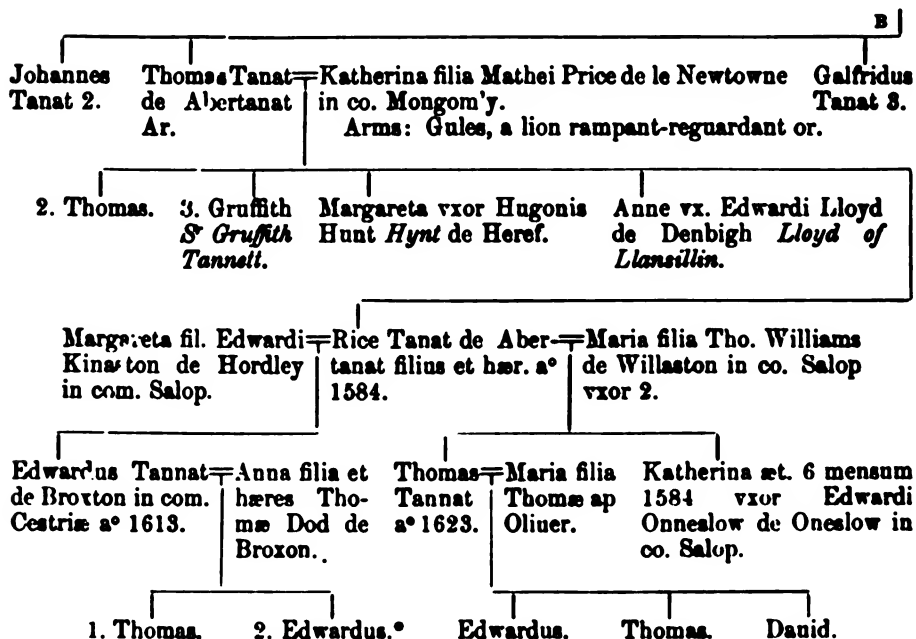 B
Johannes
Tanat 2.
Thomas Tanat
de Abertanat
Ar.
Katherina filia Mathei Price de le Newtowne
in co. Mongom'y.
Arms: Gules, a lion rampant-reguardant or.
Galfridus
Tanat 3.
2. Thomas.
3. Gruffith
Sr Gruffith
Tannett.
Margareta vxor Hugonis
Hunt Hynt de Heref.
Anne vx. Edwardi Lloyd
de Denbigh Lloyd of
Llansillin.
Margareta fil. Edwardi
Kinaston de Hordley
in com. Salop.
Rice Tanat de Aber-
tanat filius et hær. aº
1584.
Maria filia Tho. Williams
de Willaston in co. Salop
vxor 2.
Edwardus Tannat
de Broxton in com.
Cestriæ aº 1613.
Anna filia et
hæres Tho-
mæ Dod de
Broxon.
Thomas
Tannat
aº 1623.
Maria filia
Thomæ ap
Oliuer.
Katherina æt. 6 mensum
1584 vxor Edwardi
Onneslow de Oneslow in
co. Salop.
1. Thomas.
2. Edwardus.*
Edwardus.
Thomas.
Dauid.